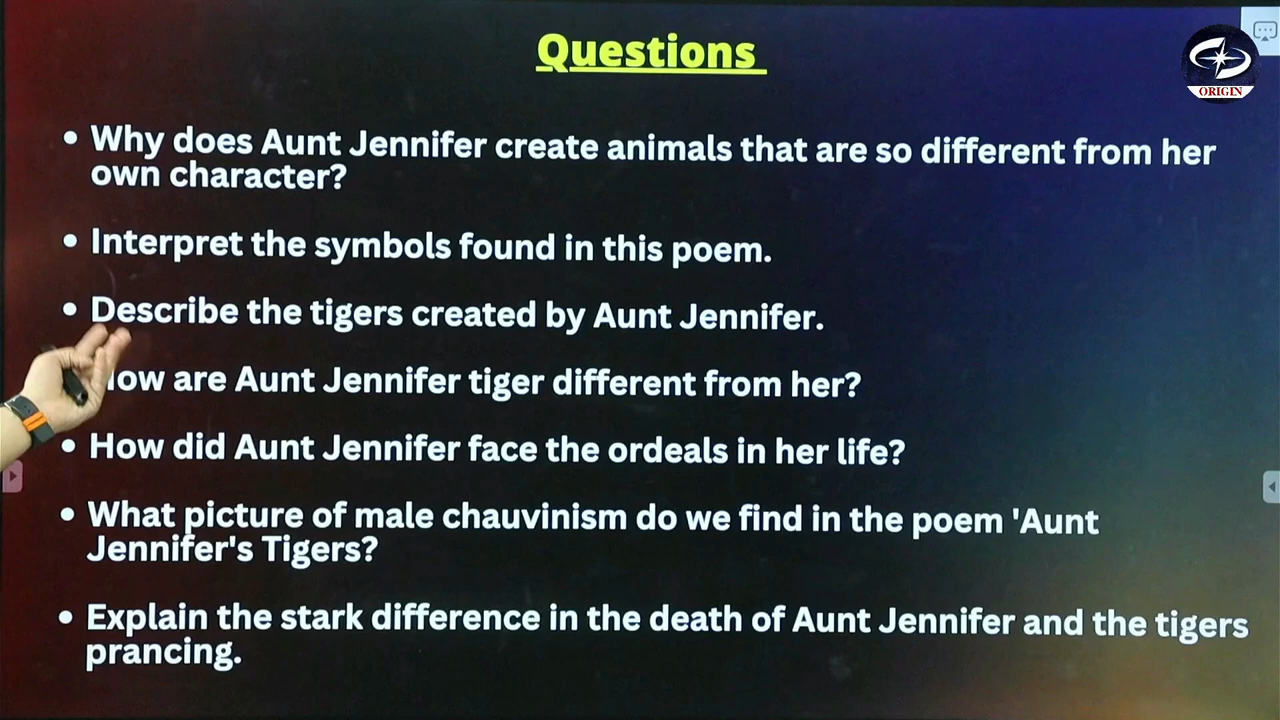 Questions
ORIGIN
• Why does Aunt Jennifer create animals that are so different from her
own character?
• Interpret the symbols found in this poem.
• Describe the tigers created by Aunt Jennifer.
are Aunt Jennifer tiger different from her?
• How did Aunt Jennifer face the ordeals in her life?
• What picture of male chauvinism do we find in the poem 'Aunt
Jennifer's Tigers?
• Explain the stark difference in the death of Aunt Jennifer and the tigers
prancing.